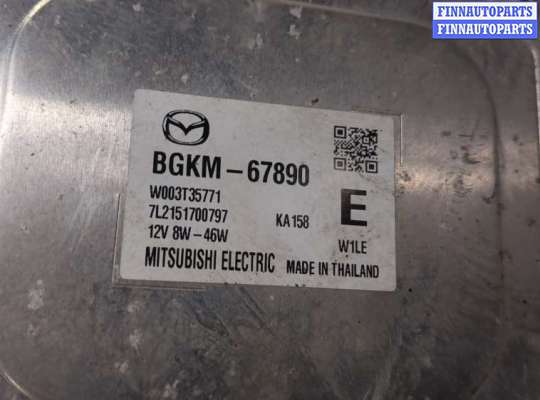 FINNAUTOPARTS
FINNAUTOPARTS
BGKM-67890
W003T35771
7L2151700797 KA158 E
12V 8W-46W W1LE
MITSUBISHI ELECTRIC MADE IN THAILAND